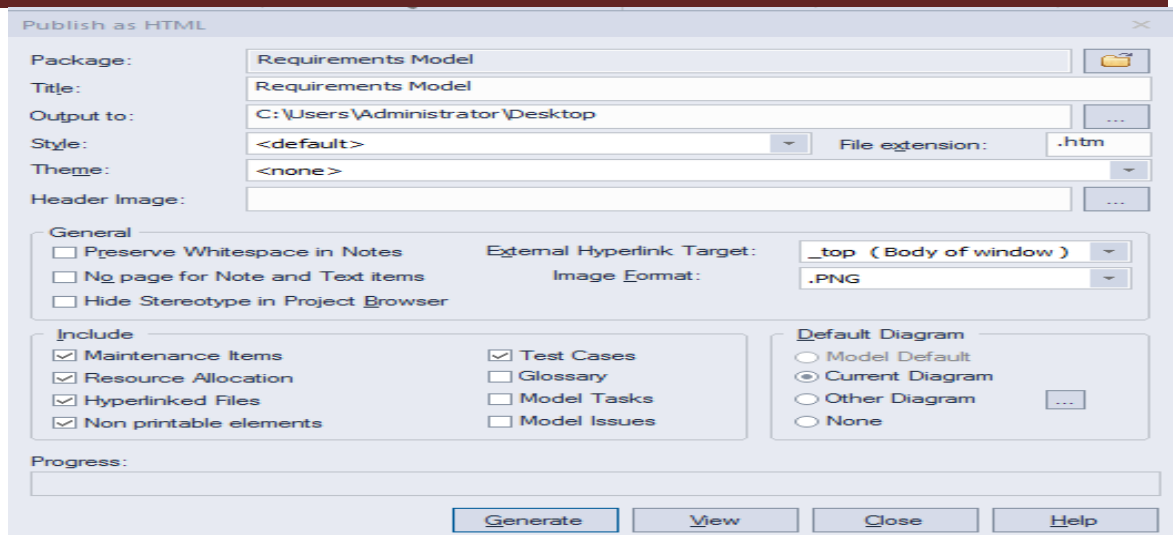 Publish as HTML
Package: Requirements Model
Title: Requirements Model
Output to: C:\Users\Administrator\Desktop ...
Style: <default> File extension: .htm
Theme: <none>
Header Image: ...
General
Preserve Whitespace in Notes External Hyperlink Target: _top ( Body of window )
No page for Note and Text items Image Format: .PNG
Hide Stereotype in Project Browser
Include Default Diagram
Maintenance Items Test Cases Model Default
Resource Allocation Glossary Current Diagram
Hyperlinked Files Model Tasks Other Diagram ...
Non printable elements Model Issues None
Progress:
Generate View Close Help